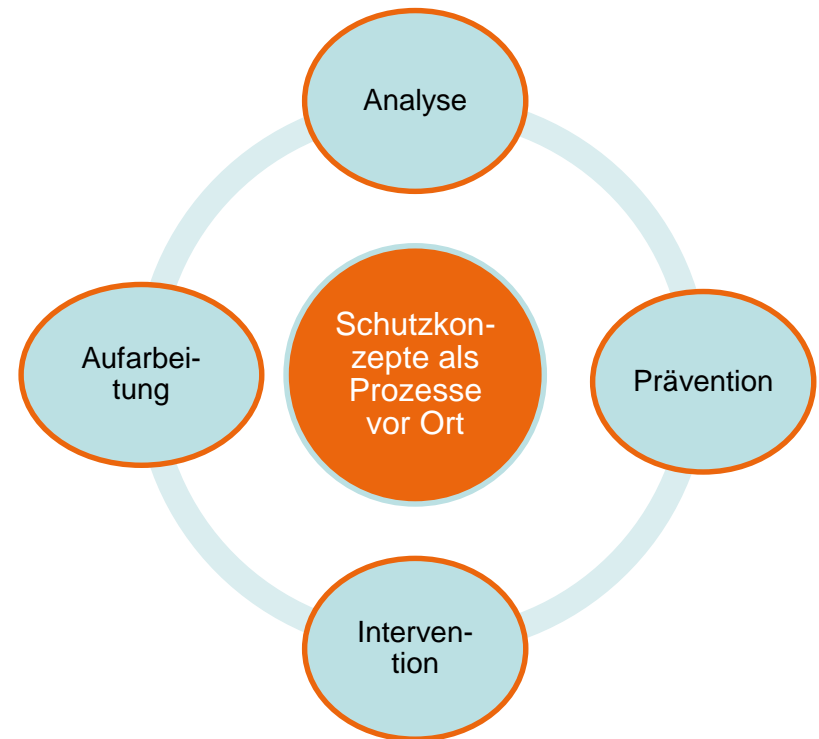 Analyse
Schutzkon-
zepte als
Prozesse
vor Ort
Aufarbei-
tung
Prävention
Interven-
tion